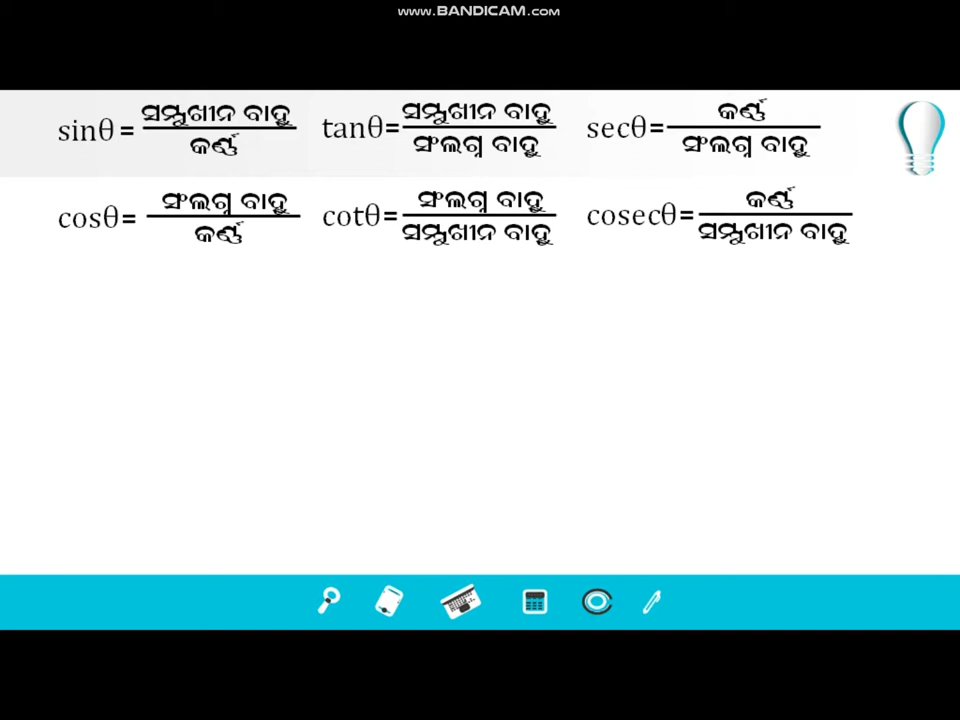 www.BANDICAM.com
sinθ = ସମ୍ମୁଖୀନ ବାହୁ / କର୍ଣ୍ଣ tanθ= ସମ୍ମୁଖୀନ ବାହୁ / ସଂଲଗ୍ନ ବାହୁ secθ= କର୍ଣ୍ଣ / ସଂଲଗ୍ନ ବାହୁ
cosθ= ସଂଲଗ୍ନ ବାହୁ / କର୍ଣ୍ଣ cotθ= ସଂଲଗ୍ନ ବାହୁ / ସମ୍ମୁଖୀନ ବାହୁ cosecθ= କର୍ଣ୍ଣ / ସମ୍ମୁଖୀନ ବାହୁ